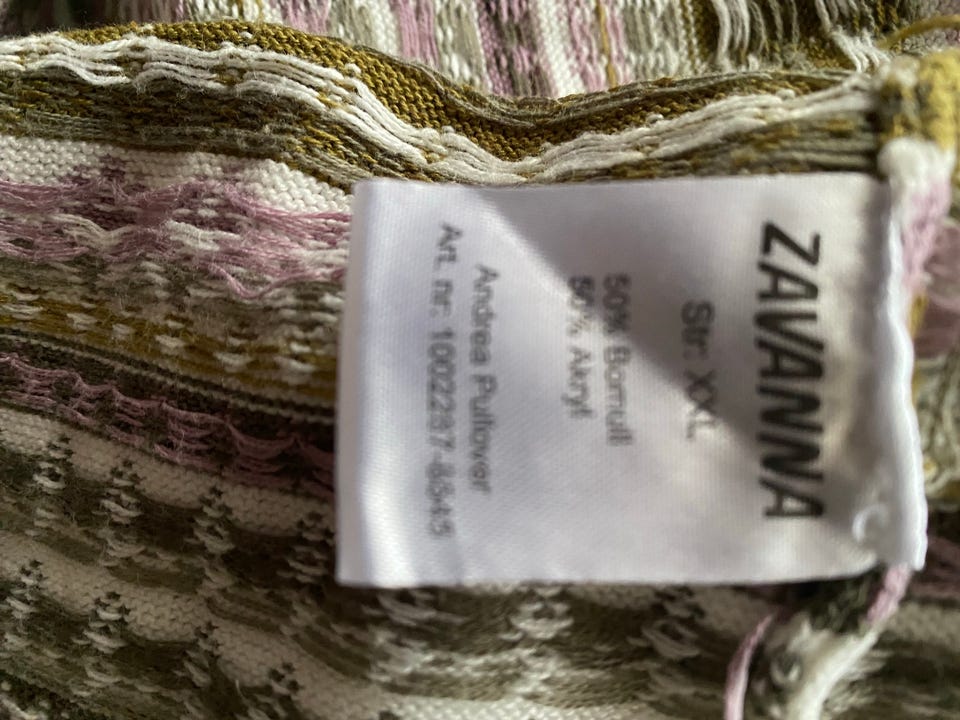 ZAVANNA
Str: XXL
50% Bomull
50% Akryl
Andrea Pullover
Art. nr: 1002287-8845